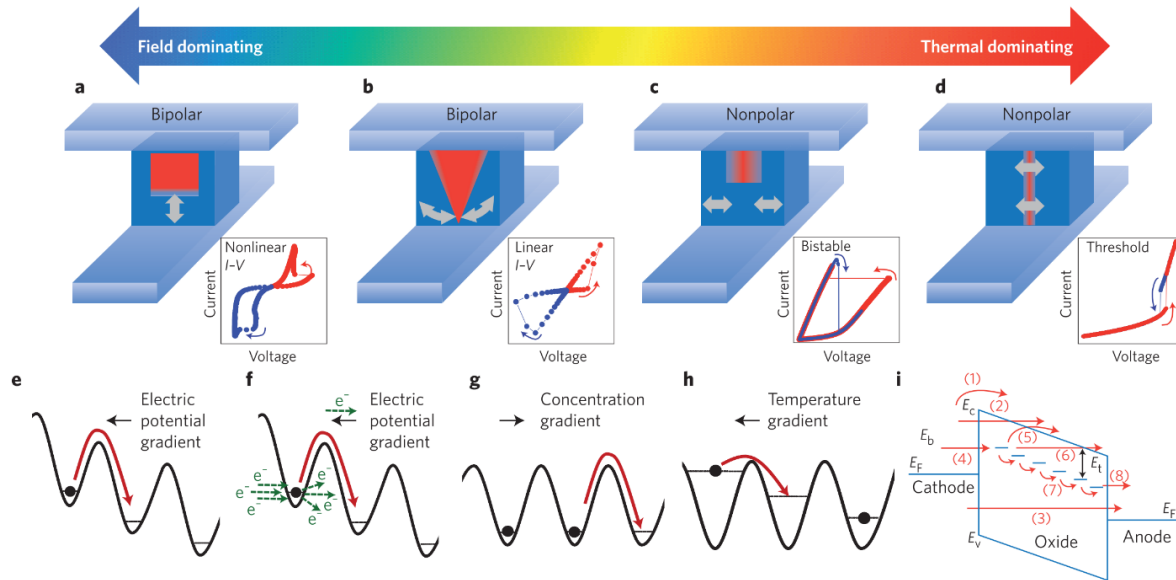 Field dominating
Thermal dominating
a
b
c
d
Bipolar
Bipolar
Nonpolar
Nonpolar
Nonlinear
I–V
Current
Voltage
Linear
I–V
Current
Voltage
Bistable
Current
Voltage
Threshold
Current
Voltage
e
Electric
potential
gradient
f
e⁻
Electric
potential
gradient
e⁻
e⁻
e⁻
e⁻
e⁻
e⁻
g
Concentration
gradient
h
Temperature
gradient
i
(1)
Ec
(2)
(5)
Eb
(4)
(6)
Et
EF
Cathode
(7)
(8)
(3)
EF
Ev
Oxide
Anode